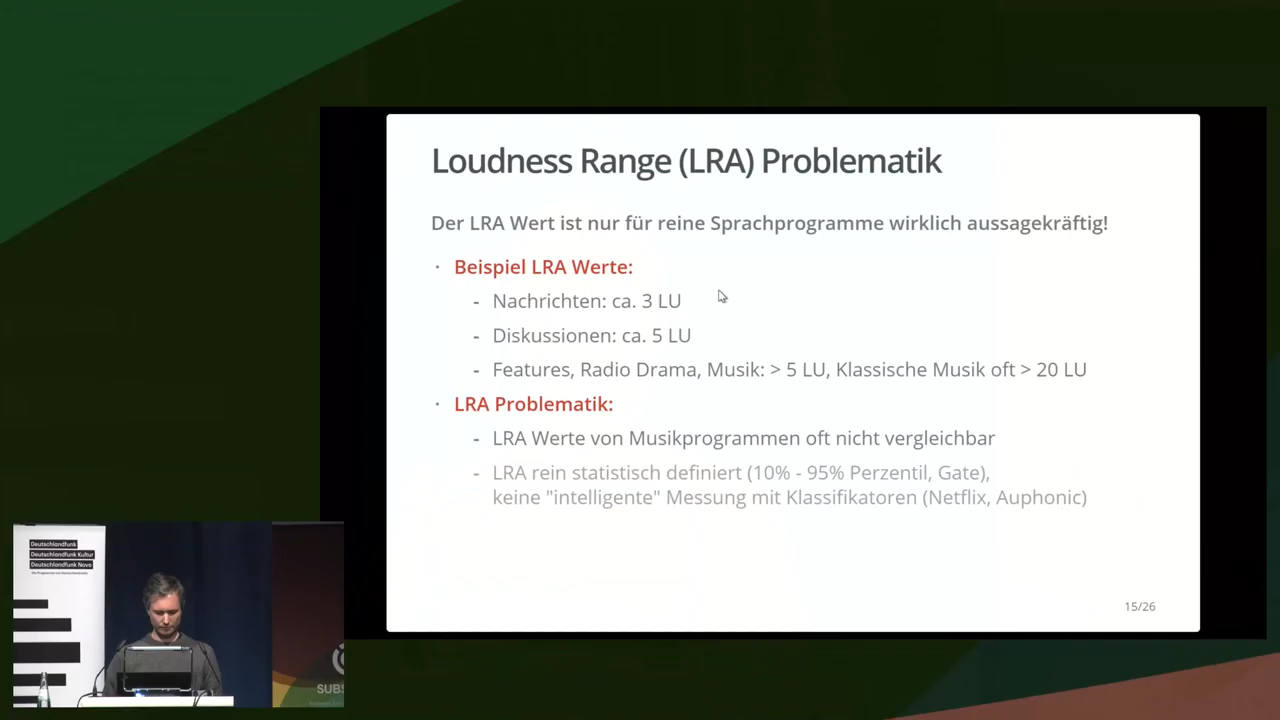 Loudness Range (LRA) Problematik
Der LRA Wert ist nur für reine Sprachprogramme wirklich aussagekräftig!
· Beispiel LRA Werte:
- Nachrichten: ca. 3 LU
- Diskussionen: ca. 5 LU
- Features, Radio Drama, Musik: > 5 LU, Klassische Musik oft > 20 LU
· LRA Problematik:
- LRA Werte von Musikprogrammen oft nicht vergleichbar
- LRA rein statistisch definiert (10% - 95% Perzentil, Gate),
keine "intelligente" Messung mit Klassifikatoren (Netflix, Auphonic)
15/26
Deutschlandfunk
Deutschlandfunk Kultur
Deutschlandfunk Nova
SUBS